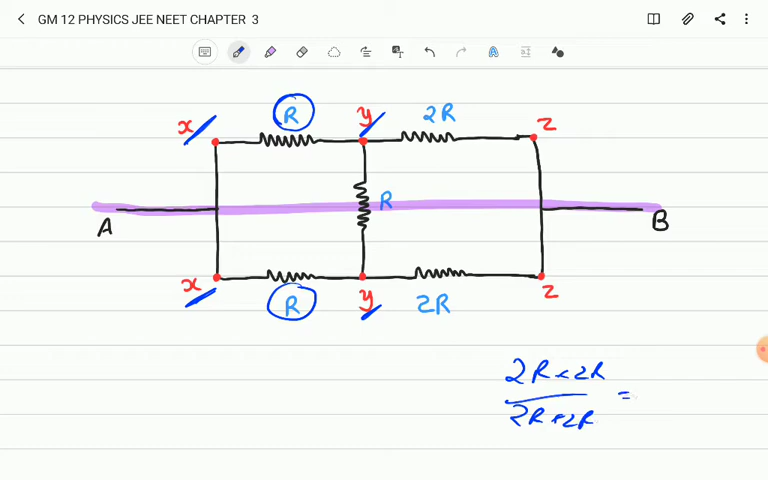 GM 12 PHYSICS JEE NEET CHAPTER 3
x R y 2R z
A R B
x R y 2R z
2R × 2R
2R + 2R =